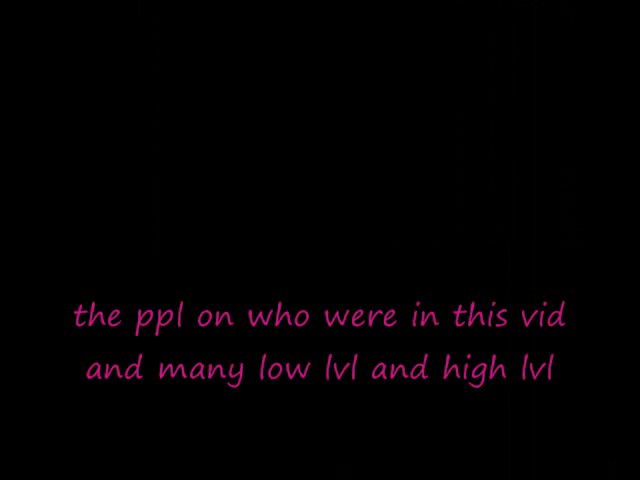 the ppl on who were in this vid
and many low lvl and high lvl